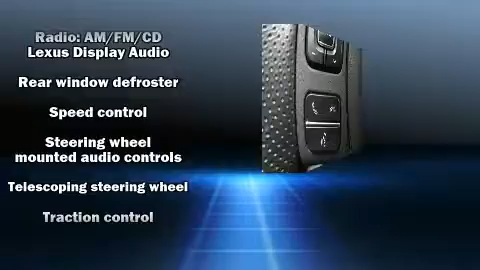 Radio: AM/FM/CD
Lexus Display Audio
Rear window defroster
Speed control
Steering wheel
mounted audio controls
Telescoping steering wheel
Traction control